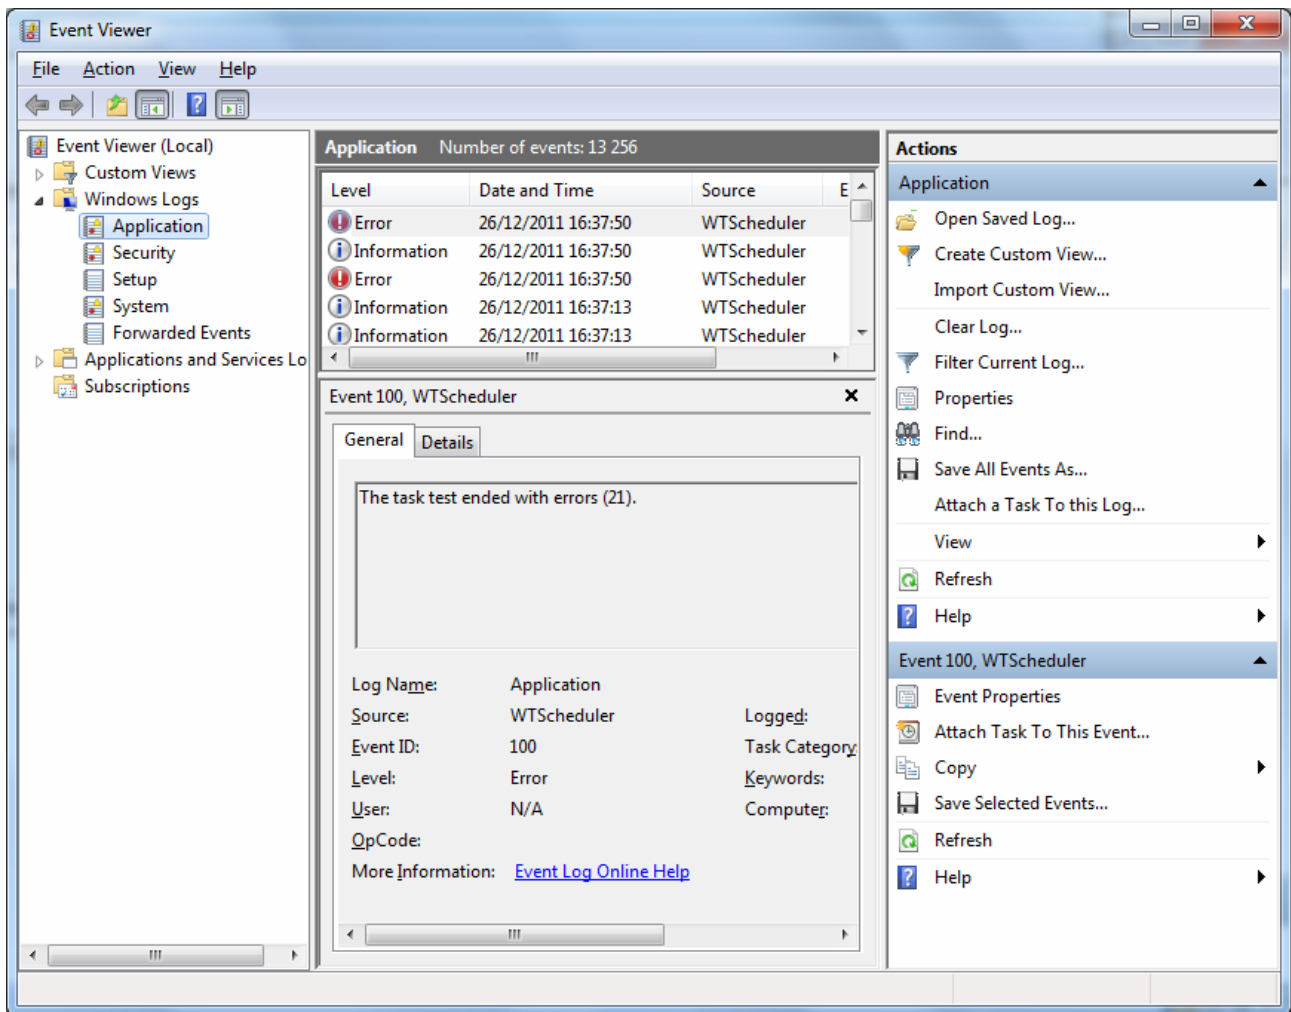 Event Viewer
File Action View Help
Event Viewer (Local)
Custom Views
Windows Logs
Application
Security
Setup
System
Forwarded Events
Applications and Services Lo
Subscriptions
Application Number of events: 13 256
Level Date and Time Source E
Error 26/12/2011 16:37:50 WTScheduler
Information 26/12/2011 16:37:50 WTScheduler
Error 26/12/2011 16:37:50 WTScheduler
Information 26/12/2011 16:37:13 WTScheduler
Information 26/12/2011 16:37:13 WTScheduler
Event 100, WTScheduler
General Details
The task test ended with errors (21).
Log Name: Application
Source: WTScheduler Logged:
Event ID: 100 Task Category:
Level: Error Keywords:
User: N/A Computer:
OpCode:
More Information: Event Log Online Help
Actions
Application
Open Saved Log...
Create Custom View...
Import Custom View...
Clear Log...
Filter Current Log...
Properties
Find...
Save All Events As...
Attach a Task To this Log...
View
Refresh
Help
Event 100, WTScheduler
Event Properties
Attach Task To This Event...
Copy
Save Selected Events...
Refresh
Help